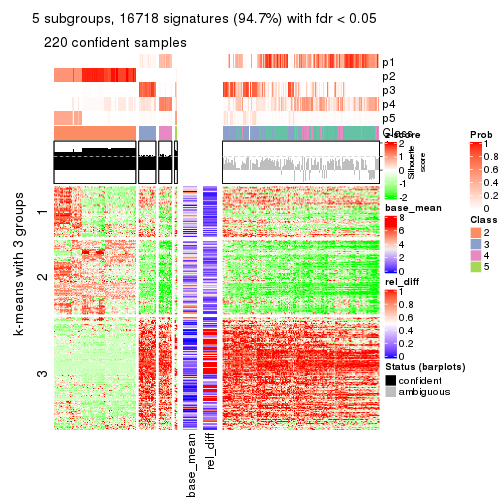 5 subgroups, 16718 signatures (94.7%) with fdr < 0.05
220 confident samples
p1
p2
p3
p4
p5
Class
z-score
2
1
0
-1
-2
Silhouette
score
Prob
1
0.8
0.6
0.4
0.2
0
base_mean
8
6
4
2
0
Class
2
3
4
5
rel_diff
1
0.8
0.6
0.4
0.2
0
Status (barplots)
confident
ambiguous
k-means with 3 groups
1
2
3
base_mean
rel_diff